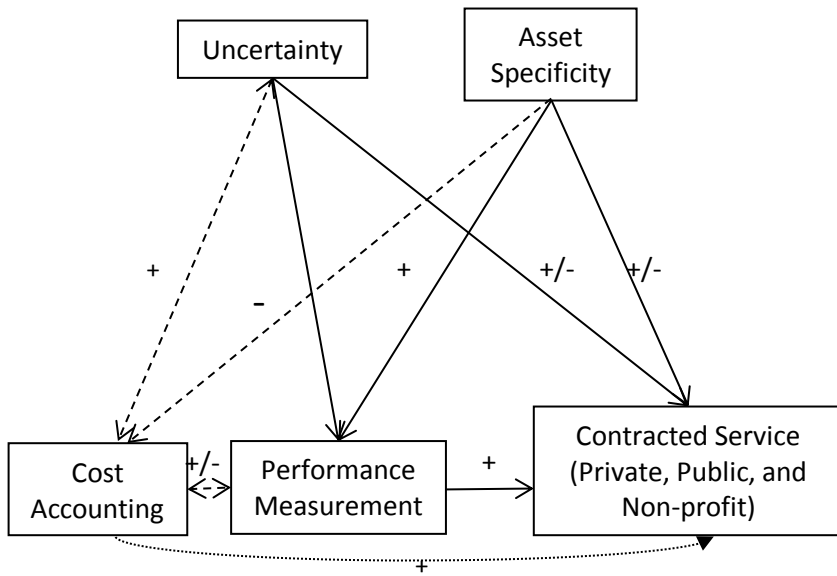 Uncertainty
Asset
Specificity
+
-
+
+/-
+/-
Cost
Accounting
+/-
Performance
Measurement
+
Contracted Service
(Private, Public, and
Non-profit)
+